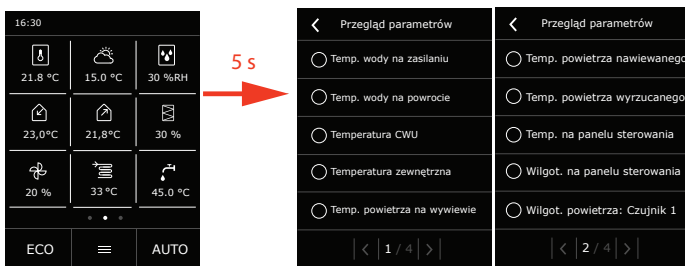 16:30
21.8 °C
15.0 °C
30 %RH
23,0°C
21,8°C
30 %
20 %
33 °C
45.0 °C
ECO
AUTO
5 s
Przegląd parametrów
Temp. wody na zasilaniu
Temp. wody na powrocie
Temperatura CWU
Temperatura zewnętrzna
Temp. powietrza na wywiewie
1 / 4
Przegląd parametrów
Temp. powietrza nawiewanego
Temp. powietrza wyrzucanego
Temp. na panelu sterowania
Wilgot. na panelu sterowania
Wilgot. powietrza: Czujnik 1
2 / 4